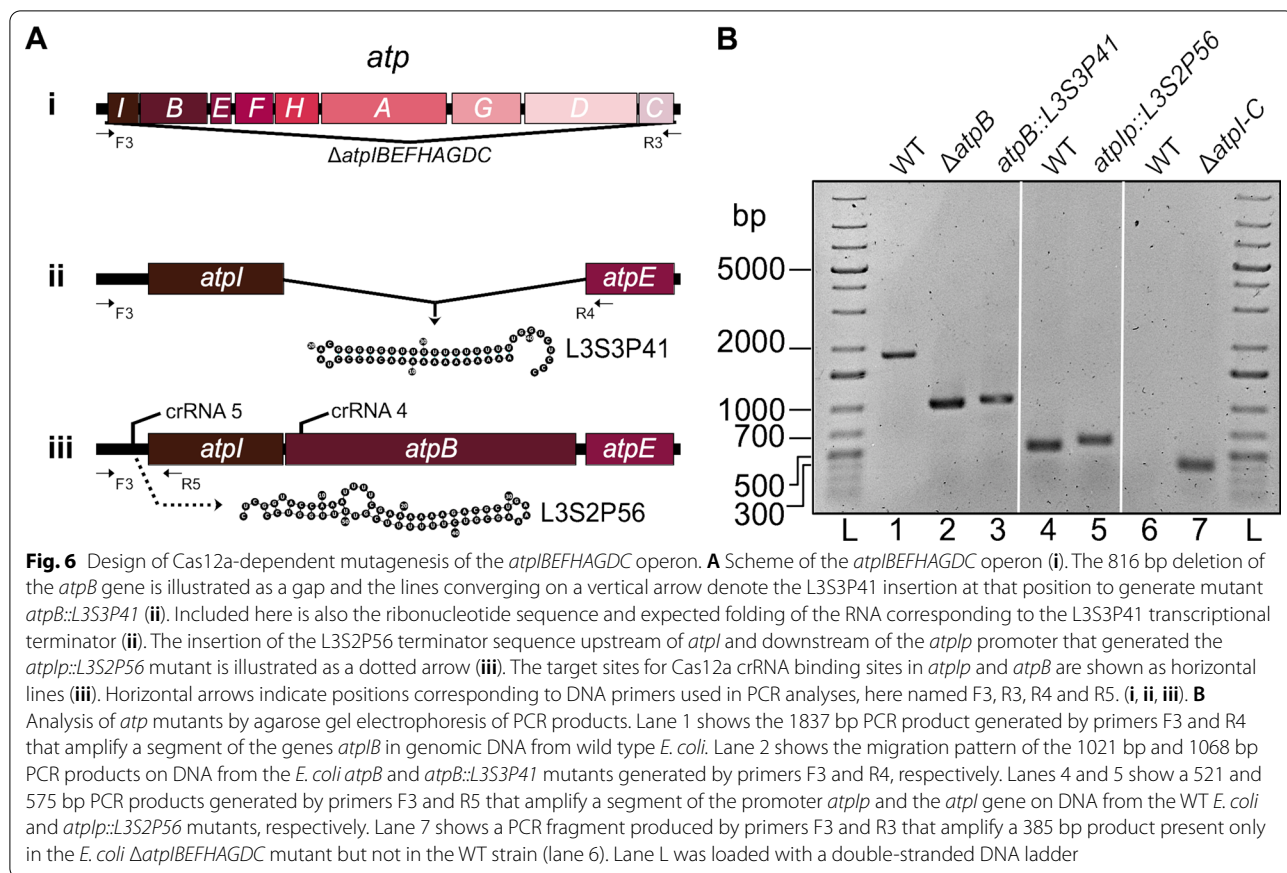 A
B
atp
i
I B E F H A G D C
F3
R3
ΔatpIBEFHAGDC
ii
atpI
atpE
F3
R4
L3S3P41
crRNA 5
crRNA 4
iii
atpI
atpB
atpE
F3
R5
L3S2P56
WT
ΔatpB
atpB::L3S3P41
WT
atpIp::L3S2P56
WT
ΔatpI-C
bp
5000
2000
1000
700
500
300
L 1 2 3 4 5 6 7 L
Fig. 6 Design of Cas12a-dependent mutagenesis of the atpIBEFHAGDC operon. A Scheme of the atpIBEFHAGDC operon (i). The 816 bp deletion of
the atpB gene is illustrated as a gap and the lines converging on a vertical arrow denote the L3S3P41 insertion at that position to generate mutant
atpB::L3S3P41 (ii). Included here is also the ribonucleotide sequence and expected folding of the RNA corresponding to the L3S3P41 transcriptional
terminator (ii). The insertion of the L3S2P56 terminator sequence upstream of atpI and downstream of the atpIp promoter that generated the
atpIp::L3S2P56 mutant is illustrated as a dotted arrow (iii). The target sites for Cas12a crRNA binding sites in atpIp and atpB are shown as horizontal
lines (iii). Horizontal arrows indicate positions corresponding to DNA primers used in PCR analyses, here named F3, R3, R4 and R5. (i, ii, iii). B
Analysis of atp mutants by agarose gel electrophoresis of PCR products. Lane 1 shows the 1837 bp PCR product generated by primers F3 and R4
that amplify a segment of the genes atpIB in genomic DNA from wild type E. coli. Lane 2 shows the migration pattern of the 1021 bp and 1068 bp
PCR products on DNA from the E. coli atpB and atpB::L3S3P41 mutants generated by primers F3 and R4, respectively. Lanes 4 and 5 show a 521 and
575 bp PCR products generated by primers F3 and R5 that amplify a segment of the promoter atpIp and the atpI gene on DNA from the WT E. coli
and atpIp::L3S2P56 mutants, respectively. Lane 7 shows a PCR fragment produced by primers F3 and R3 that amplify a 385 bp product present only
in the E. coli ΔatpIBEFHAGDC mutant but not in the WT strain (lane 6). Lane L was loaded with a double-stranded DNA ladder